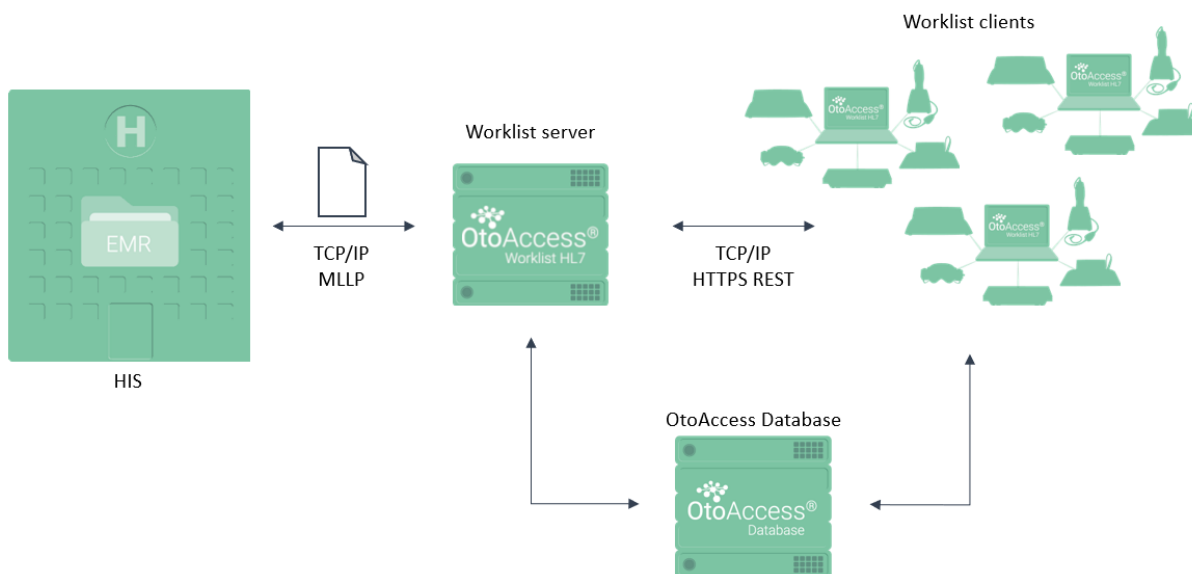 Worklist clients
OtoAccess®
Worklist HL7
OtoAccess®
Worklist HL7
OtoAccess®
Worklist HL7
H
EMR
HIS
TCP/IP
MLLP
Worklist server
OtoAccess®
Worklist HL7
TCP/IP
HTTPS REST
OtoAccess Database
OtoAccess®
Database